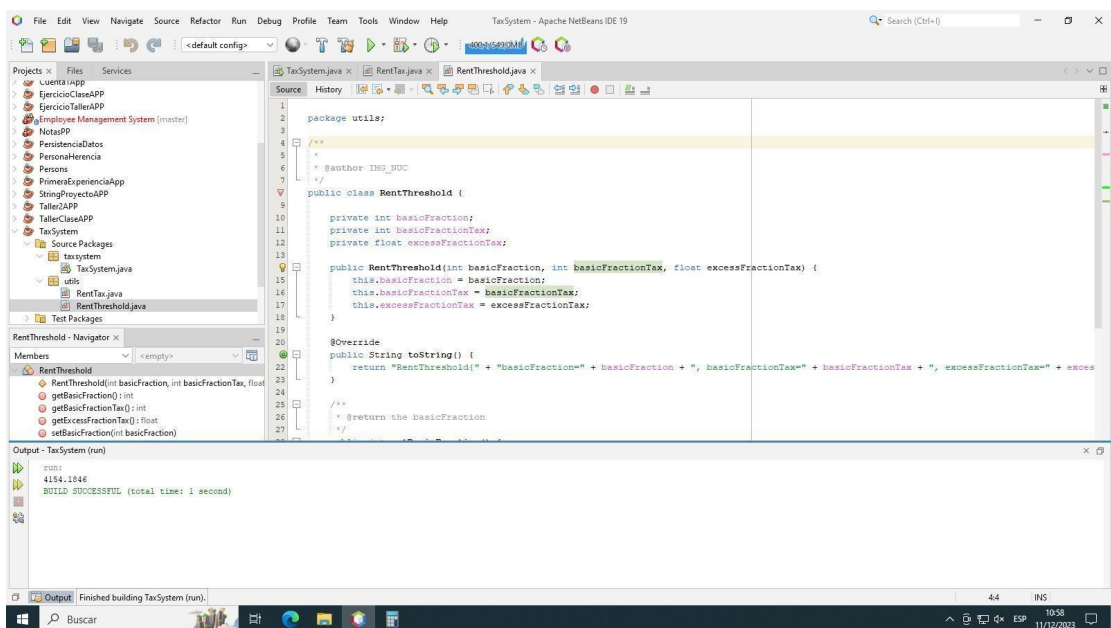 File Edit View Navigate Source Refactor Run Debug Profile Team Tools Window Help
TaxSystem - Apache NetBeans IDE 19
Search (Ctrl+I)
<default config>
Projects Files Services
CuentaTApp
EjercicioClaseAPP
EjercicioTallerAPP
Employee Management System [master]
NotasPP
PersistenciaDatos
PersonaHerencia
Persons
PrimeraExperienciaApp
StringProyectoAPP
Taller2APP
TallerClaseAPP
TaxSystem
Source Packages
taxsystem
TaxSystem.java
utils
RentTax.java
RentThreshold.java
Test Packages
RentThreshold - Navigator
Members <empty>
RentThreshold
RentThreshold(int basicFraction, int basicFractionTax, float
getBasicFraction() : int
getBasicFractionTax() : int
getExcessFractionTax() : float
setBasicFraction(int basicFraction)
TaxSystem.java RentTax.java RentThreshold.java
Source History
1
2 package utils;
3
4 /**
5 *
6 * @author IMG_NUC
7 */
public class RentThreshold {
9
10 private int basicFraction;
11 private int basicFractionTax;
12 private float excessFractionTax;
13
public RentThreshold(int basicFraction, int basicFractionTax, float excessFractionTax) {
15 this.basicFraction = basicFraction;
16 this.basicFractionTax = basicFractionTax;
17 this.excessFractionTax = excessFractionTax;
18 }
19
20 @Override
public String toString() {
22 return "RentThreshold{" + "basicFraction=" + basicFraction + ", basicFractionTax=" + basicFractionTax + ", excessFractionTax=" + exces
23 }
24
25 /**
26 * @return the basicFraction
27 */
Output - TaxSystem (run)
run:
4154.1846
BUILD SUCCESSFUL (total time: 1 second)
Output Finished building TaxSystem (run).
4:4 INS
Buscar
ESP
10:58
11/12/2023